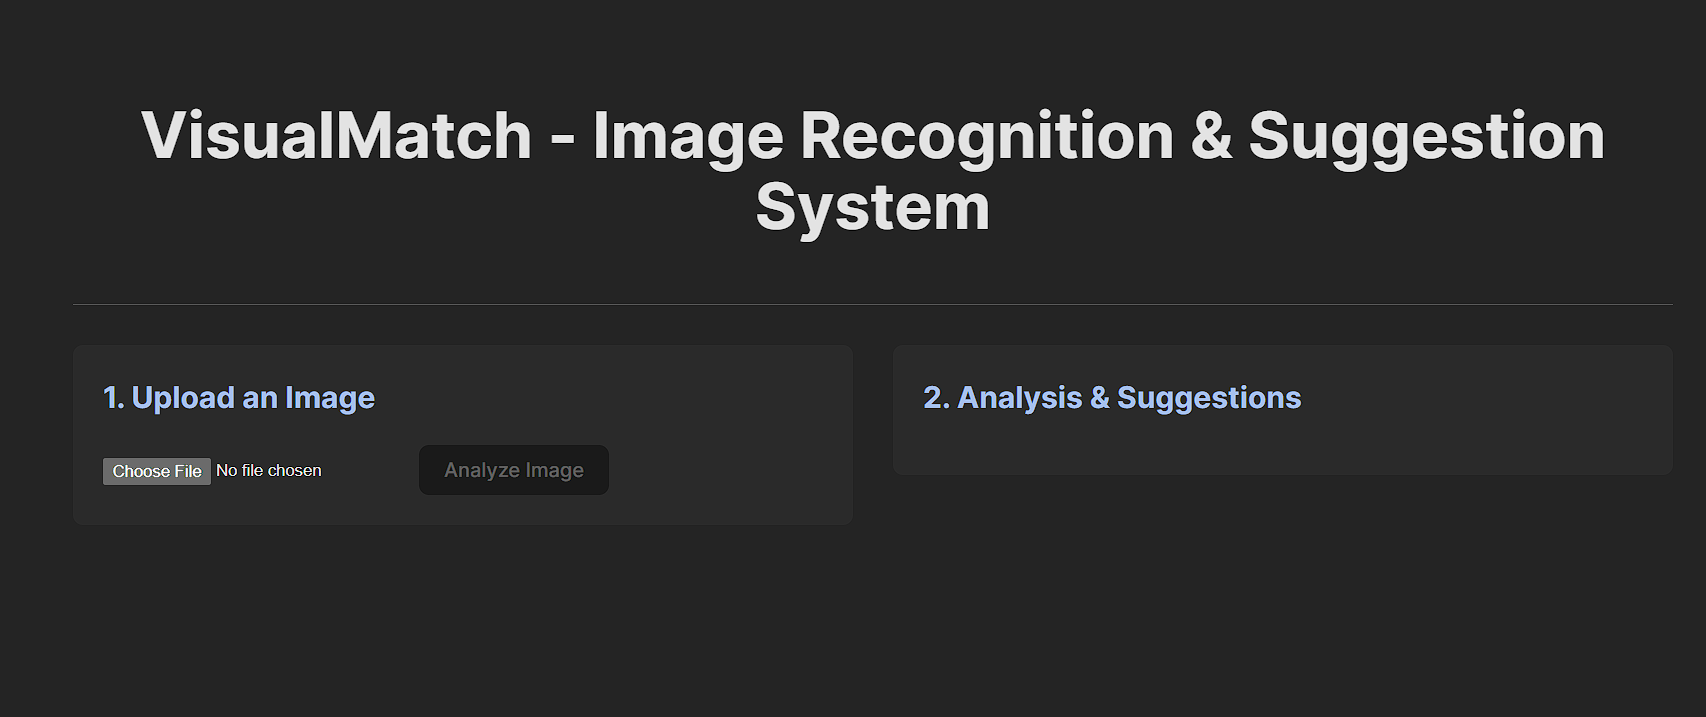 VisualMatch - Image Recognition & Suggestion
System
1. Upload an Image
Choose File No file chosen
Analyze Image
2. Analysis & Suggestions